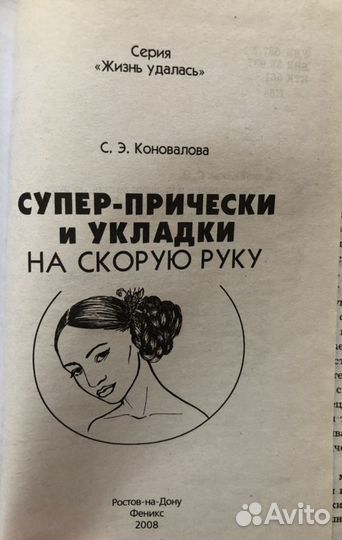 Серия
«Жизнь удалась»
С. Э. Коновалова
СУПЕР-ПРИЧЕСКИ
и УКЛАДКИ
НА СКОРУЮ РУКУ
Ростов-на-Дону
Феникс
2008
Avito